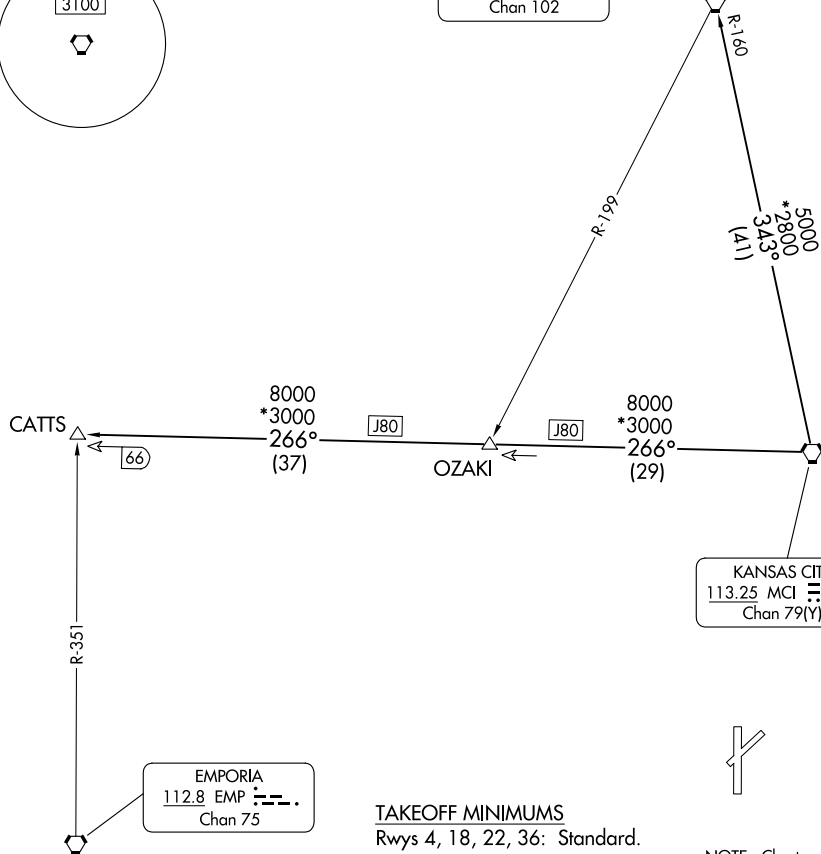 3100
Chan 102
R-160
R-199
5000
*2800
343°
(41)
CATTS
8000
*3000
266°
(37)
J80
66
OZAKI
J80
8000
*3000
266°
(29)
KANSAS
113.25 MCI
Chan 79(Y)
R-351
EMPORIA
112.8 EMP
Chan 75
TAKEOFF MINIMUMS
Rwys 4, 18, 22, 36: Standard.